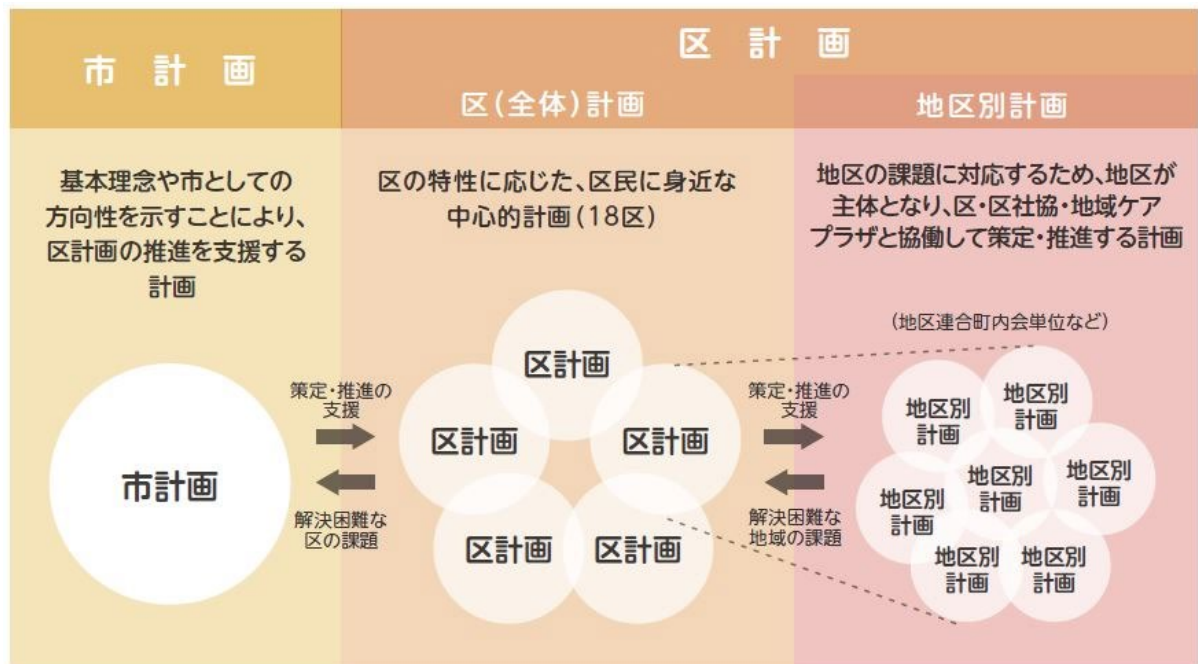 市計画
区計画
区(全体)計画
地区別計画
基本理念や市としての
方向性を示すことにより、
区計画の推進を支援する
計画
区の特性に応じた、区民に身近な
中心的計画(18区)
地区の課題に対応するため、地区が
主体となり、区・区社協・地域ケア
プラザと協働して策定・推進する計画
(地区連合町内会単位など)
市計画
策定・推進の
支援
解決困難な
区の課題
区計画
区計画
区計画
区計画
区計画
策定・推進の
支援
解決困難な
地域の課題
地区別
計画
地区別
計画
地区別
計画
地区別
計画
地区別
計画
地区別
計画
地区別
計画